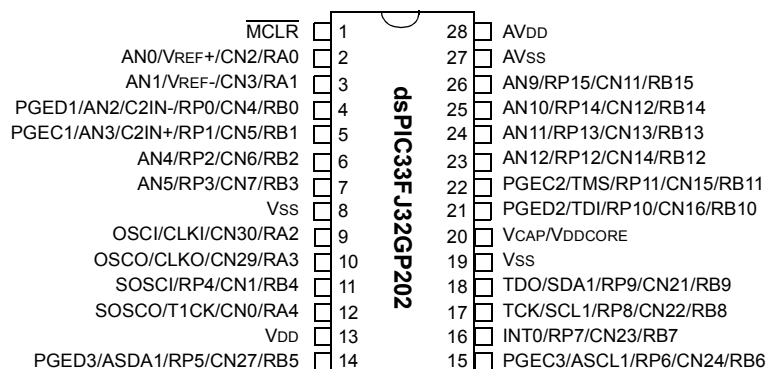 MCLR 1 28 AVDD
AN0/VREF+/CN2/RA0 2 27 AVSS
AN1/VREF-/CN3/RA1 3 26 AN9/RP15/CN11/RB15
PGED1/AN2/C2IN-/RP0/CN4/RB0 4 25 AN10/RP14/CN12/RB14
PGEC1/AN3/C2IN+/RP1/CN5/RB1 5 24 AN11/RP13/CN13/RB13
AN4/RP2/CN6/RB2 6 23 AN12/RP12/CN14/RB12
AN5/RP3/CN7/RB3 7 22 PGEC2/TMS/RP11/CN15/RB11
VSS 8 21 PGED2/TDI/RP10/CN16/RB10
OSCI/CLKI/CN30/RA2 9 20 VCAP/VDDCORE
OSCO/CLKO/CN29/RA3 10 19 VSS
SOSCI/RP4/CN1/RB4 11 18 TDO/SDA1/RP9/CN21/RB9
SOSCO/T1CK/CN0/RA4 12 17 TCK/SCL1/RP8/CN22/RB8
VDD 13 16 INT0/RP7/CN23/RB7
PGED3/ASDA1/RP5/CN27/RB5 14 15 PGEC3/ASCL1/RP6/CN24/RB6
dsPIC33FJ32GP202